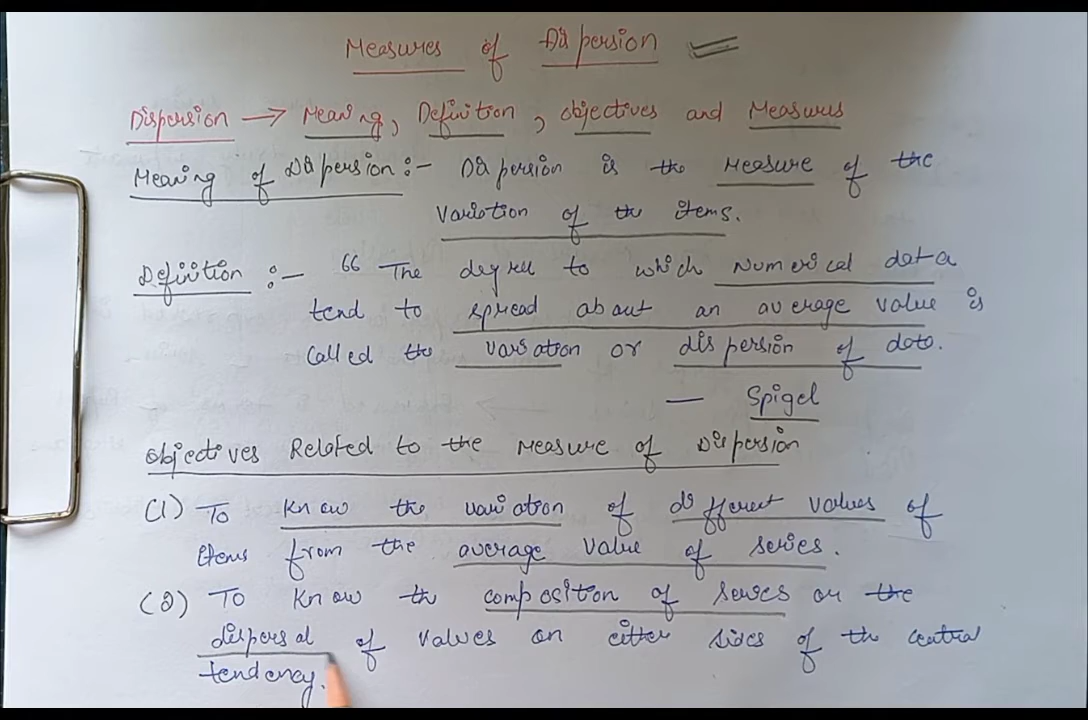 Measures of Dispersion
Dispersion → Meaning, Definition, objectives and Measures
Meaning of Dispersion :- Dispersion is the Measure of the
variation of the items.
Definition :- “ The degree to which Numerical data
tend to spread about an average value is
called the variation or dispersion of data.
— Spigel
objectives Related to the Measure of Dispersion
(1) To know the variation of different values of
items from the average value of series.
(2) To know the composition of series or the
dispersal of values on either sides of the central
tendency.